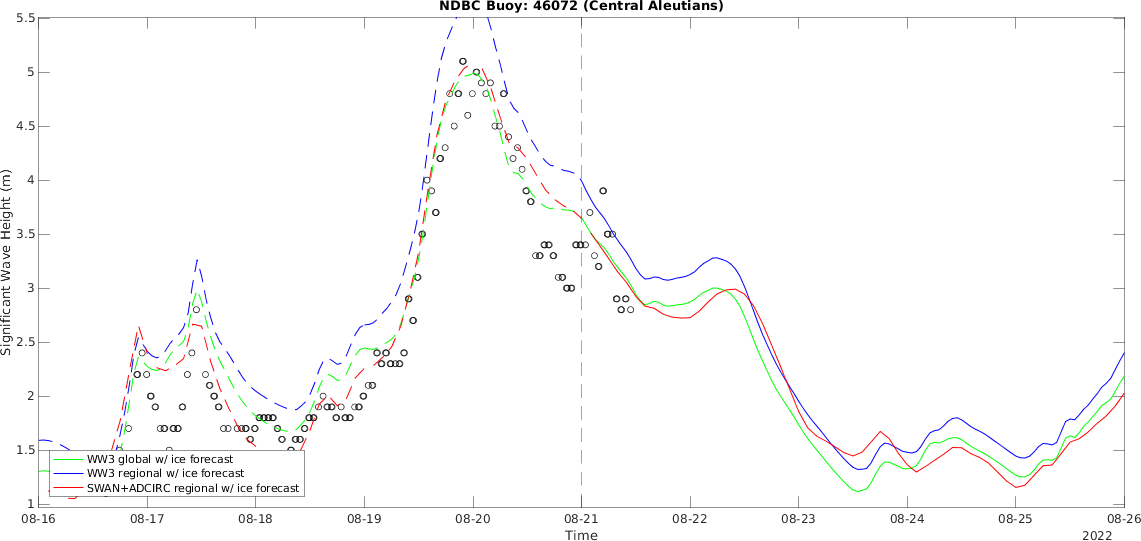 NDBC Buoy: 46072 (Central Aleutians)
5.5
5
4.5
4
3.5
3
2.5
2
1.5
1
Significant Wave Height (m)
WW3 global w/ ice forecast
WW3 regional w/ ice forecast
SWAN+ADCIRC regional w/ ice forecast
08-16 08-17 08-18 08-19 08-20 08-21 08-22 08-23 08-24 08-25 08-26
Time
2022